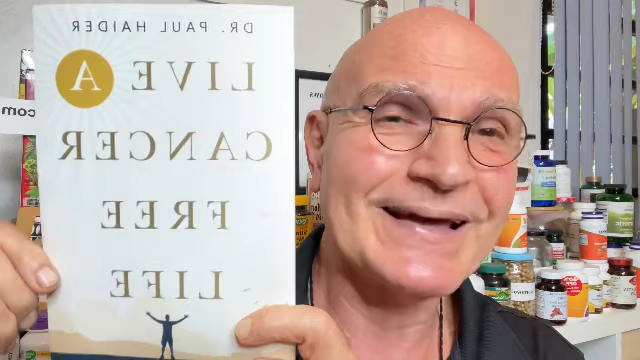 DR. PAUL HAIDER
LIVE A
CANCER
FREE
LIFE
.com